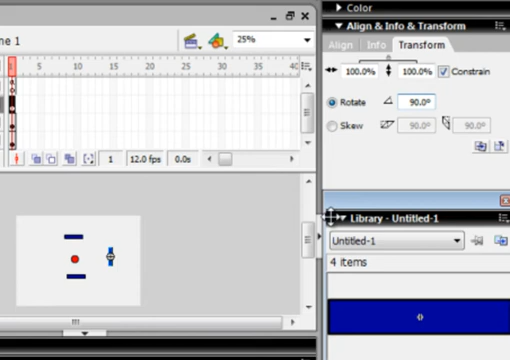 Color
Align & Info & Transform
ne 1
25%
Align Info Transform
5 10 15 20 25 30 35 40
100.0% 100.0% Constrain
Rotate 90.0°
Skew 90.0° 90.0°
1 12.0 fps 0.0s
Library - Untitled-1
Untitled-1
4 items